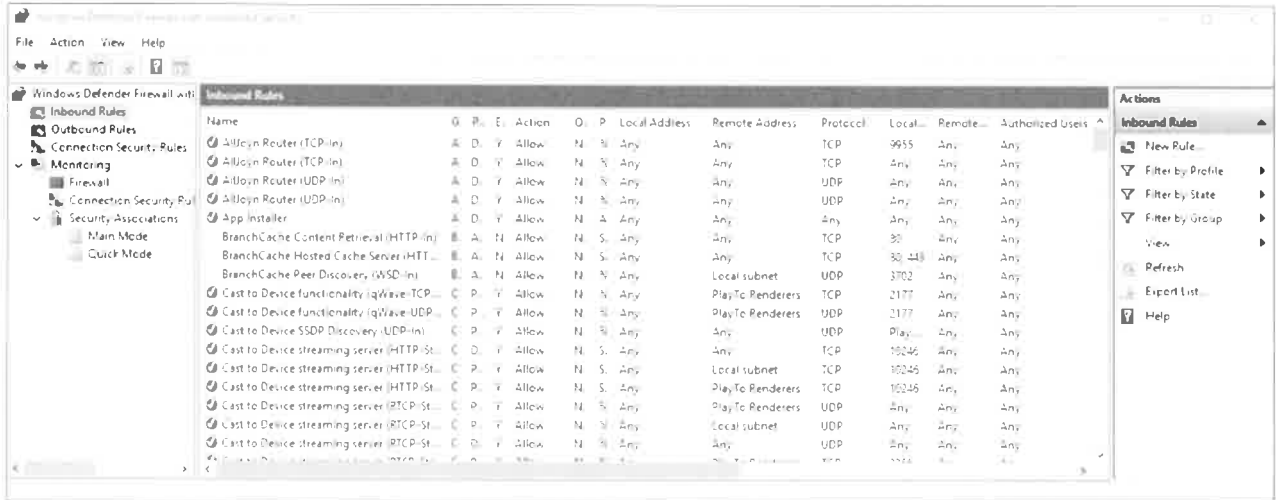 File Action View Help
Windows Defender Firewall with
Inbound Rules
Outbound Rules
Connection Security Rules
Monitoring
Firewall
Connection Security Rul
Security Associations
Main Mode
Quick Mode
Inbound Rules
Name G P... E.. Action O.. P Local Address Remote Address Protocol Local... Remote... Authorized Users
AllJoyn Router (TCP-In) A D.. Y Allow N. Any Any TCP 9955 Any Any
AllJoyn Router (TCP-In) A D.. Y Allow N. Any Any TCP Any Any Any
AllJoyn Router (UDP-In) A D.. Y Allow N. Any Any UDP Any Any Any
AllJoyn Router (UDP-In) A D.. Y Allow N. Any Any UDP Any Any Any
App Installer A D.. Y Allow N. A Any Any Any Any Any Any
BranchCache Content Retrieval (HTTP-In) B.. A.. N Allow N. S.. Any Any TCP 80 Any Any
BranchCache Hosted Cache Server (HTT... B.. A.. N Allow N. S.. Any Any TCP 80, 443 Any Any
BranchCache Peer Discovery (WSD-In) B.. A.. N Allow N. Any Local subnet UDP 3702 Any Any
Cast to Device functionality (qWave-TCP... C P.. Y Allow N. Any PlayTo Renderers TCP 2177 Any Any
Cast to Device functionality (qWave-UDP... C P.. Y Allow N. Any PlayTo Renderers UDP 2177 Any Any
Cast to Device SSDP Discovery (UDP-In) C P.. Y Allow N. Any Any UDP Play... Any Any
Cast to Device streaming server (HTTP-St... C D.. Y Allow N. S.. Any Any TCP 10246 Any Any
Cast to Device streaming server (HTTP-St... C P.. Y Allow N. S.. Any Local subnet TCP 10246 Any Any
Cast to Device streaming server (HTTP-St... C P.. Y Allow N. S.. Any PlayTo Renderers TCP 10246 Any Any
Cast to Device streaming server (RTCP-St... C P.. Y Allow N. Any PlayTo Renderers UDP Any Any Any
Cast to Device streaming server (RTCP-St... C P.. Y Allow N. Any Local subnet UDP Any Any Any
Cast to Device streaming server (RTCP-St... C D.. Y Allow N. Any Any UDP Any Any Any
Actions
Inbound Rules
New Rule...
Filter by Profile
Filter by State
Filter by Group
View
Refresh
Export List...
Help